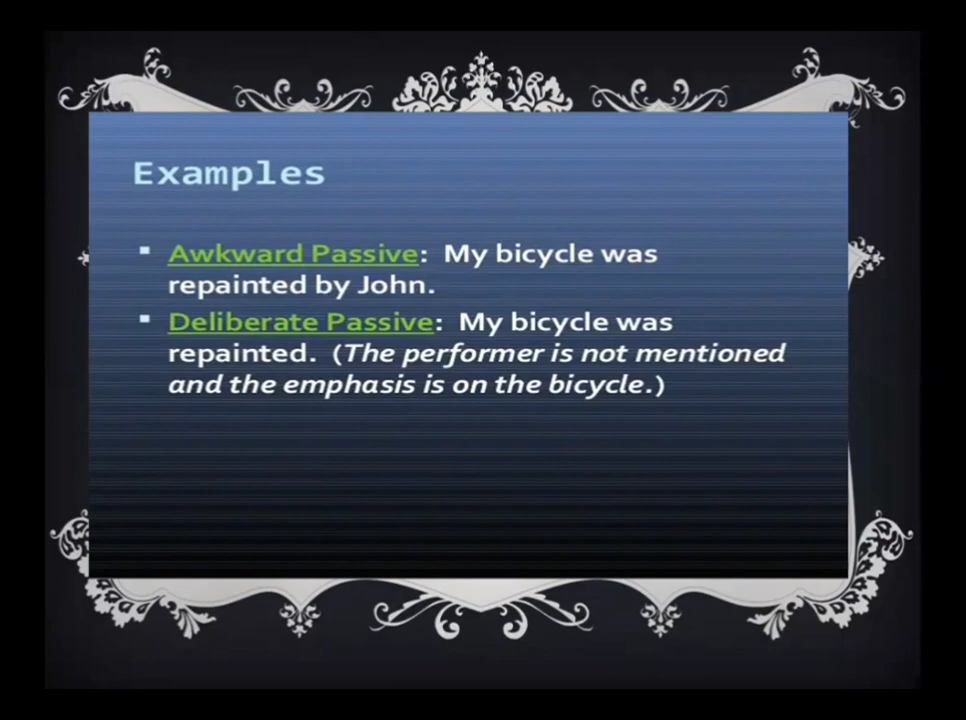 Examples
▪ Awkward Passive: My bicycle was
repainted by John.
▪ Deliberate Passive: My bicycle was
repainted. (The performer is not mentioned
and the emphasis is on the bicycle.)